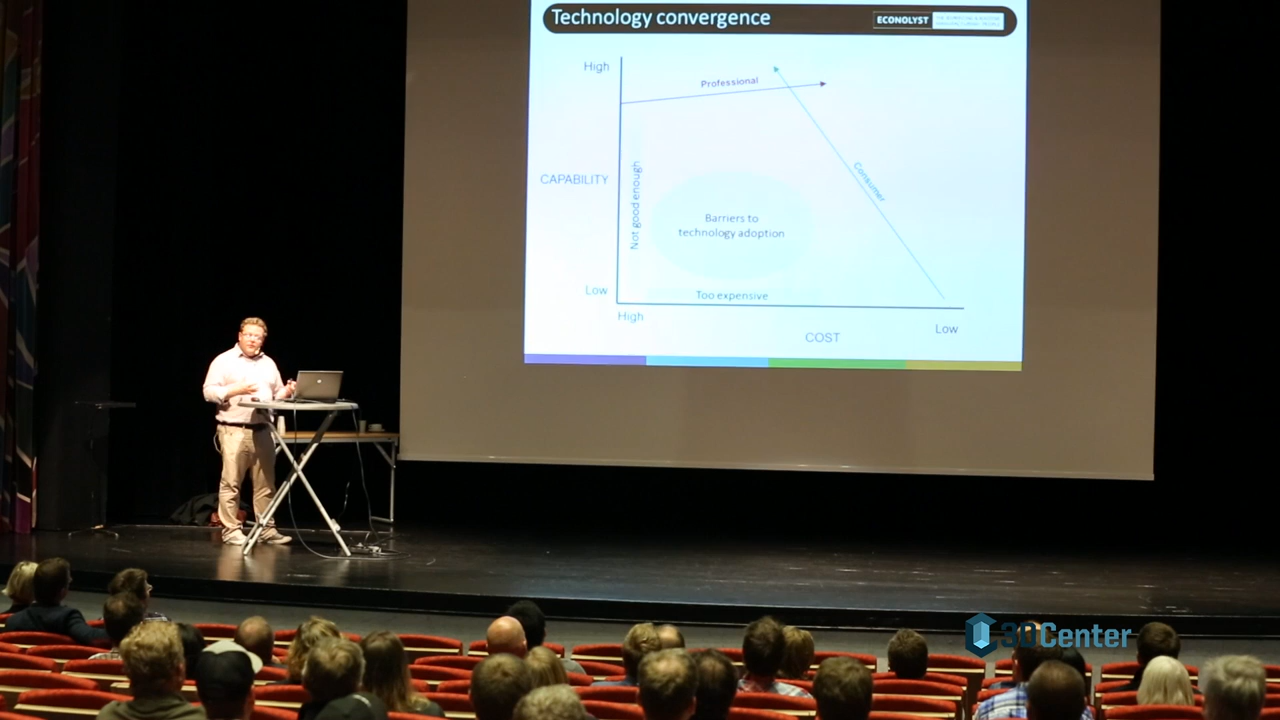 Technology convergence
ECONOLYST
High
Professional
CAPABILITY
Not good enough
Consumer
Barriers to
technology adoption
Low
Too expensive
High
Low
COST
3DCenter